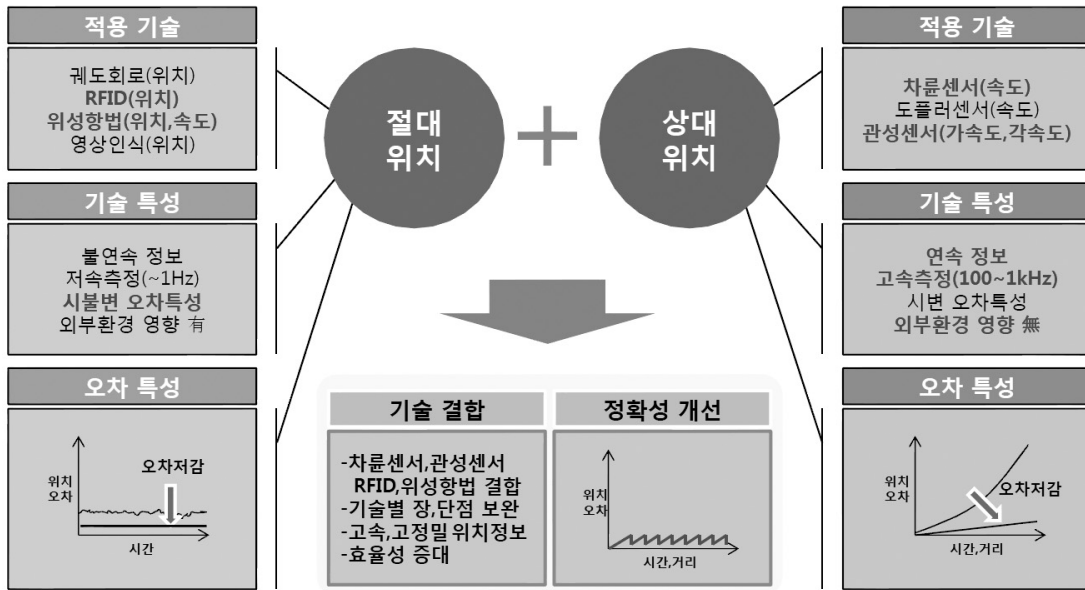 적용 기술
궤도회로(위치)
RFID(위치)
위성항법(위치,속도)
영상인식(위치)
기술 특성
불연속 정보
저속측정(~1Hz)
시불변 오차특성
외부환경 영향 有
오차 특성
위치
오차
오차저감
시간
절대
위치
+
상대
위치
기술 결합
-차륜센서,관성센서
RFID,위성항법 결합
-기술별 장,단점 보완
-고속,고정밀 위치정보
-효율성 증대
정확성 개선
위치
오차
시간,거리
적용 기술
차륜센서(속도)
도플러센서(속도)
관성센서(가속도,각속도)
기술 특성
연속 정보
고속측정(100~1kHz)
시변 오차특성
외부환경 영향 無
오차 특성
위치
오차
오차저감
시간,거리